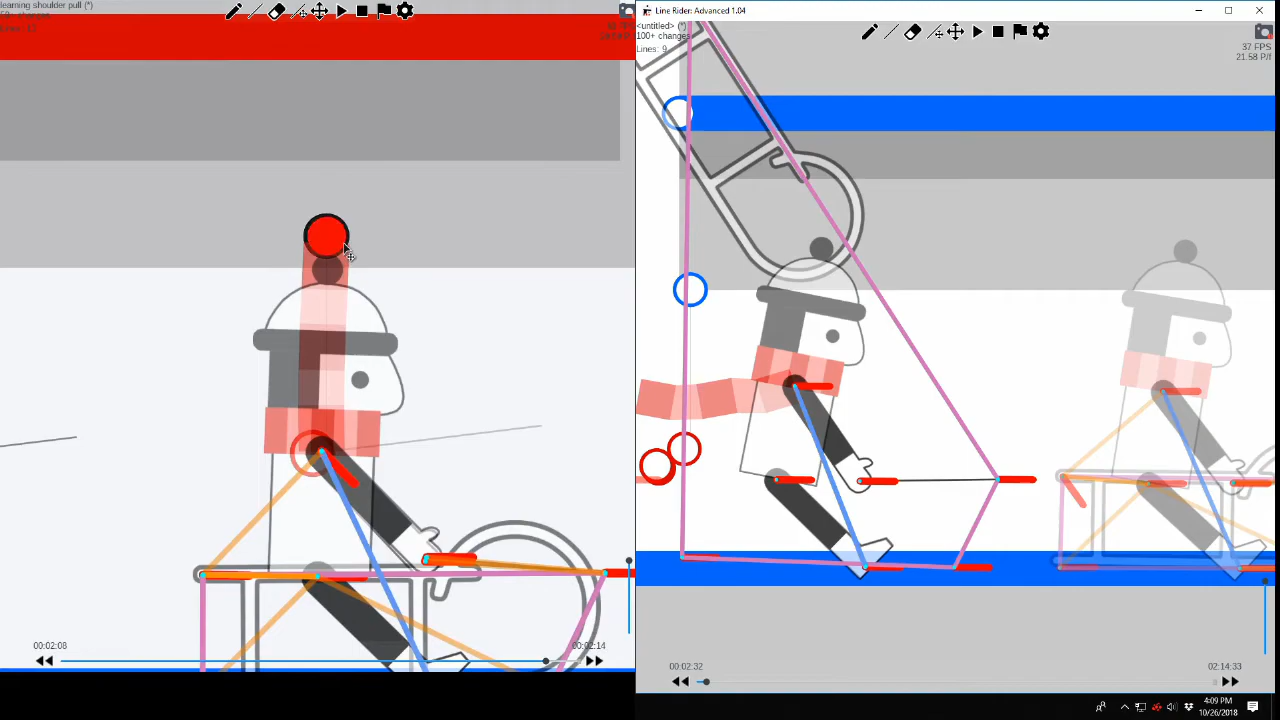 learning shoulder pull (*)
Line Rider: Advanced 1.04
<untitled> (*)
100+ changes
Lines: 9
37 FPS
21.58 P/f
00:02:08
00:02:14
00:02:32
02:14:33
4:09 PM
10/26/2018